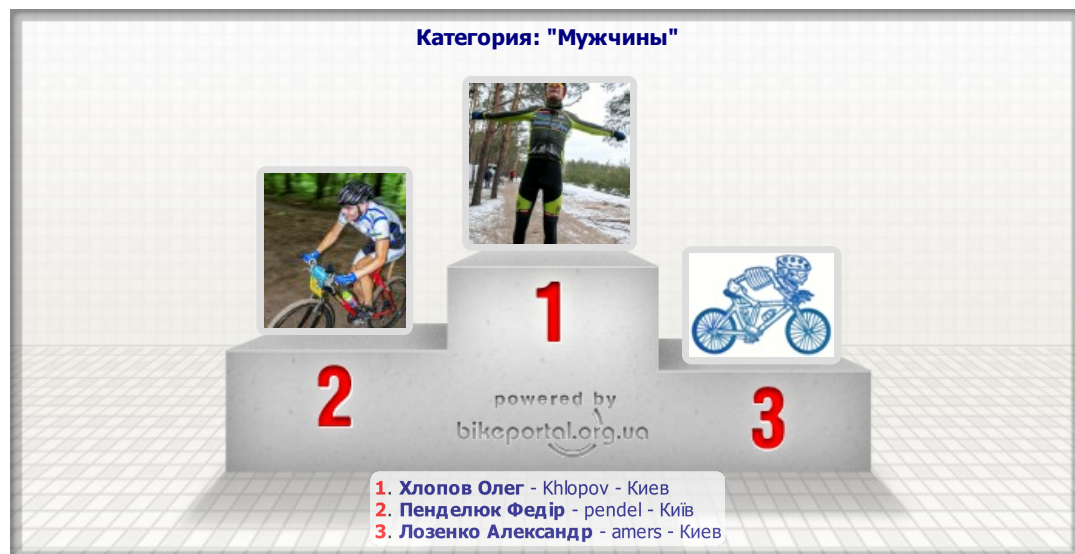 Категория: "Мужчины"
1
2
3
powered by
bikeportal.org.ua
1. Хлопов Олег - Khlopov - Киев
2. Пенделюк Федір - pendel - Київ
3. Лозенко Александр - amers - Киев